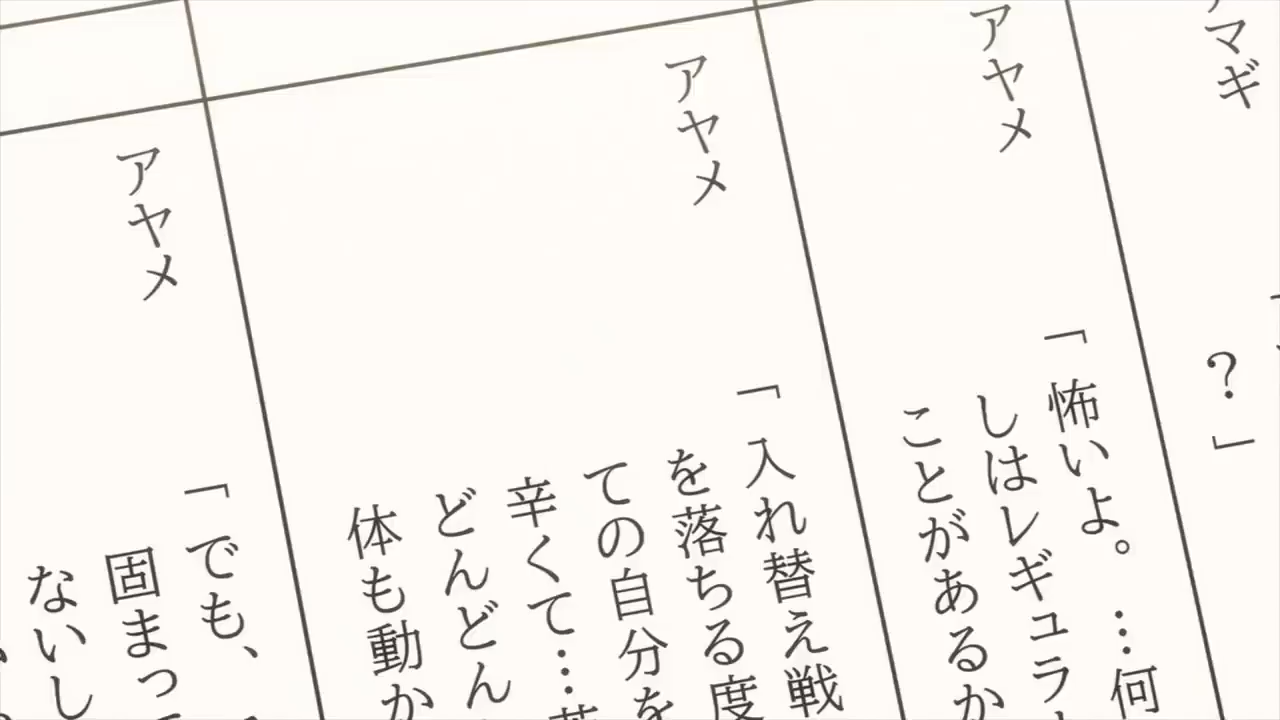 マギ
？」
アヤメ
「怖いよ。…何
しはレギュラ
ことがあるか
アヤメ
「入れ替え戦
を落ちる度
ての自分を
辛くて…
どんどん
体も動か
アヤメ
「でも、
固まっ
ないし